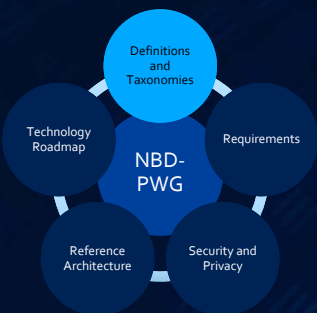 Definitions
and
Taxonomies
Technology
Roadmap
Requirements
NBD-
PWG
Reference
Architecture
Security and
Privacy